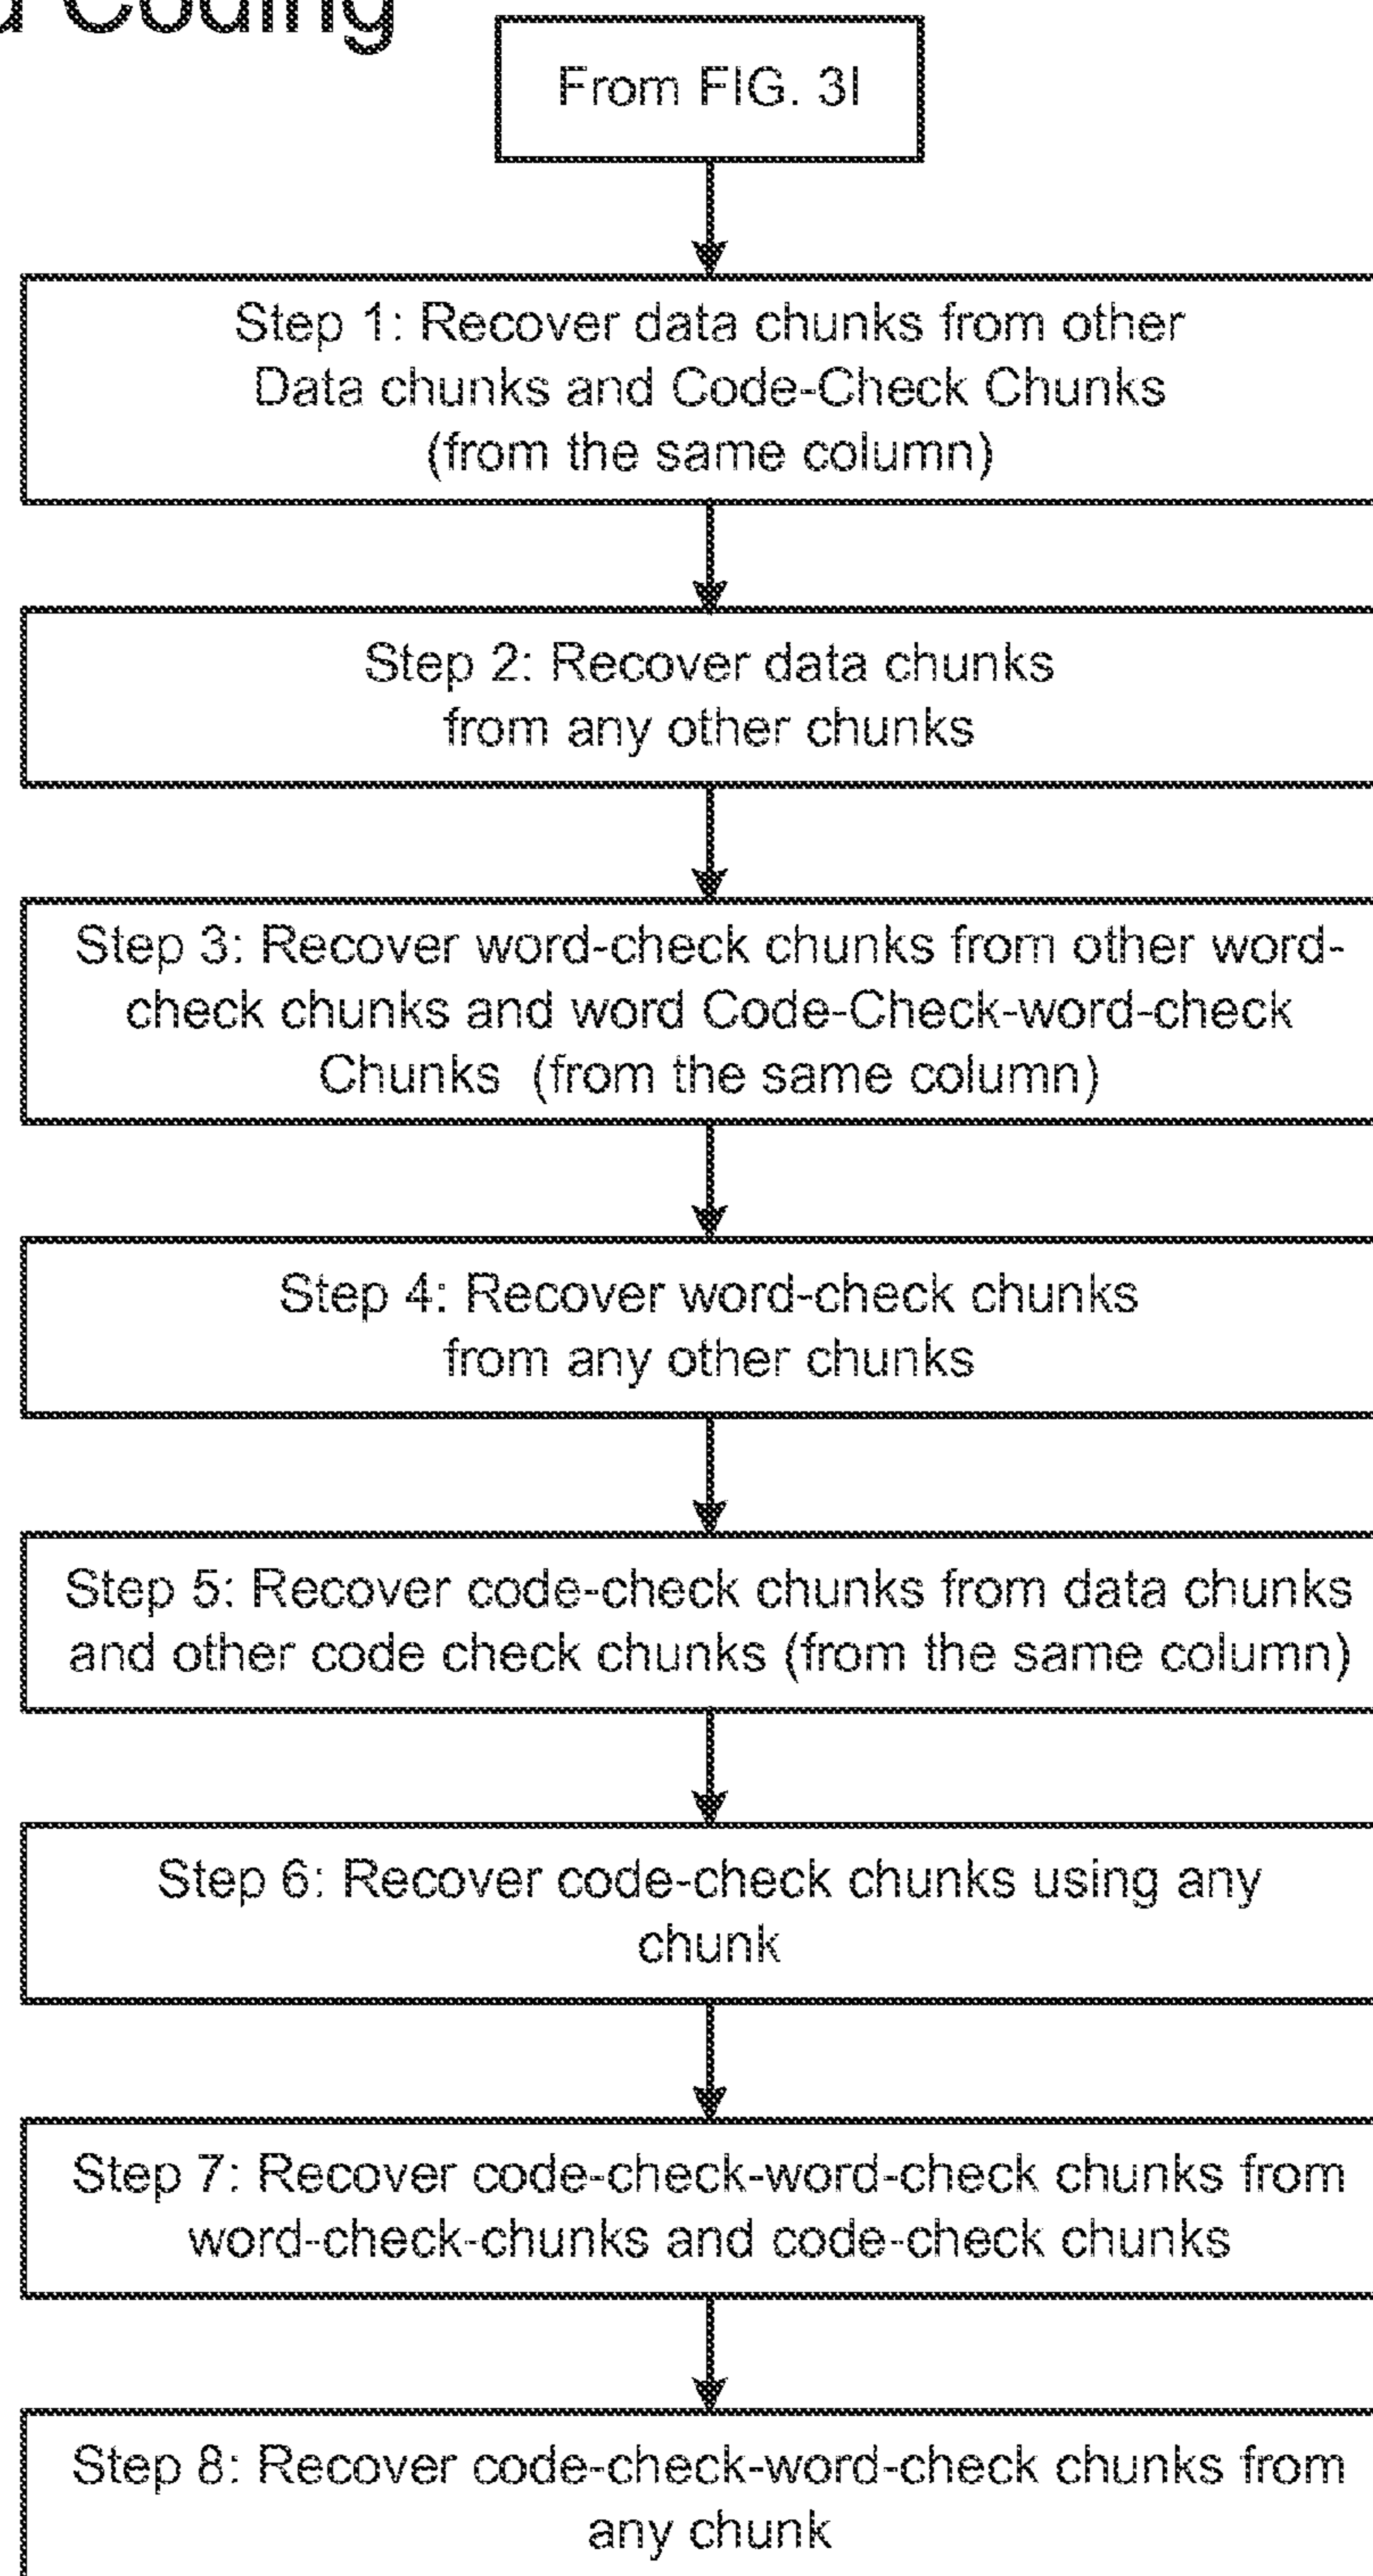 Coding
From FIG. 3I
Step 1: Recover data chunks from other
Data chunks and Code-Check Chunks
(from the same column)
Step 2: Recover data chunks
from any other chunks
Step 3: Recover word-check chunks from other word-
check chunks and word Code-Check-word-check
Chunks (from the same column)
Step 4: Recover word-check chunks
from any other chunks
Step 5: Recover code-check chunks from data chunks
and other code check chunks (from the same column)
Step 6: Recover code-check chunks using any
chunk
Step 7: Recover code-check-word-check chunks from
word-check-chunks and code-check chunks
Step 8: Recover code-check-word-check chunks from
any chunk